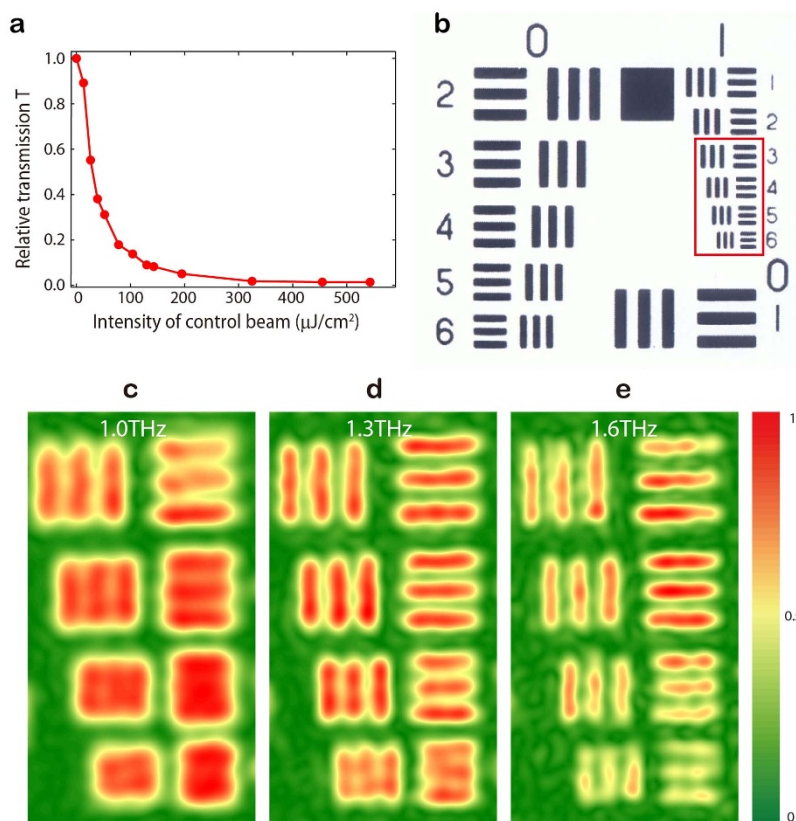 a
1.0
0.8
0.6
0.4
0.2
0.0
Relative transmission T
0 100 200 300 400 500
Intensity of control beam (μJ/cm²)
b
0 1
2 1
2
3 3
4
4 5
6
5 0
6 1
c d e
1.0THz 1.3THz 1.6THz
1
0.5
0